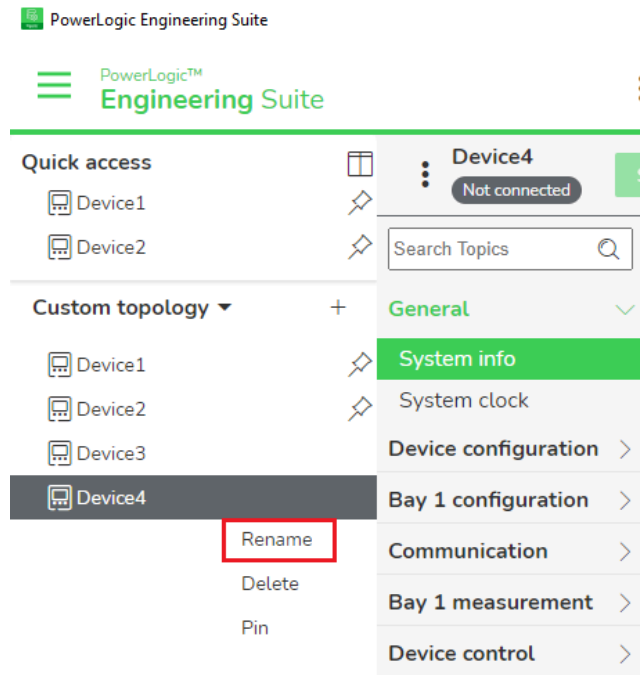 PowerLogic Engineering Suite
PowerLogic™
Engineering Suite
Quick access
Device1
Device2
Custom topology
Device1
Device2
Device3
Device4
Rename
Delete
Pin
Device4
Not connected
Search Topics
General
System info
System clock
Device configuration
Bay 1 configuration
Communication
Bay 1 measurement
Device control